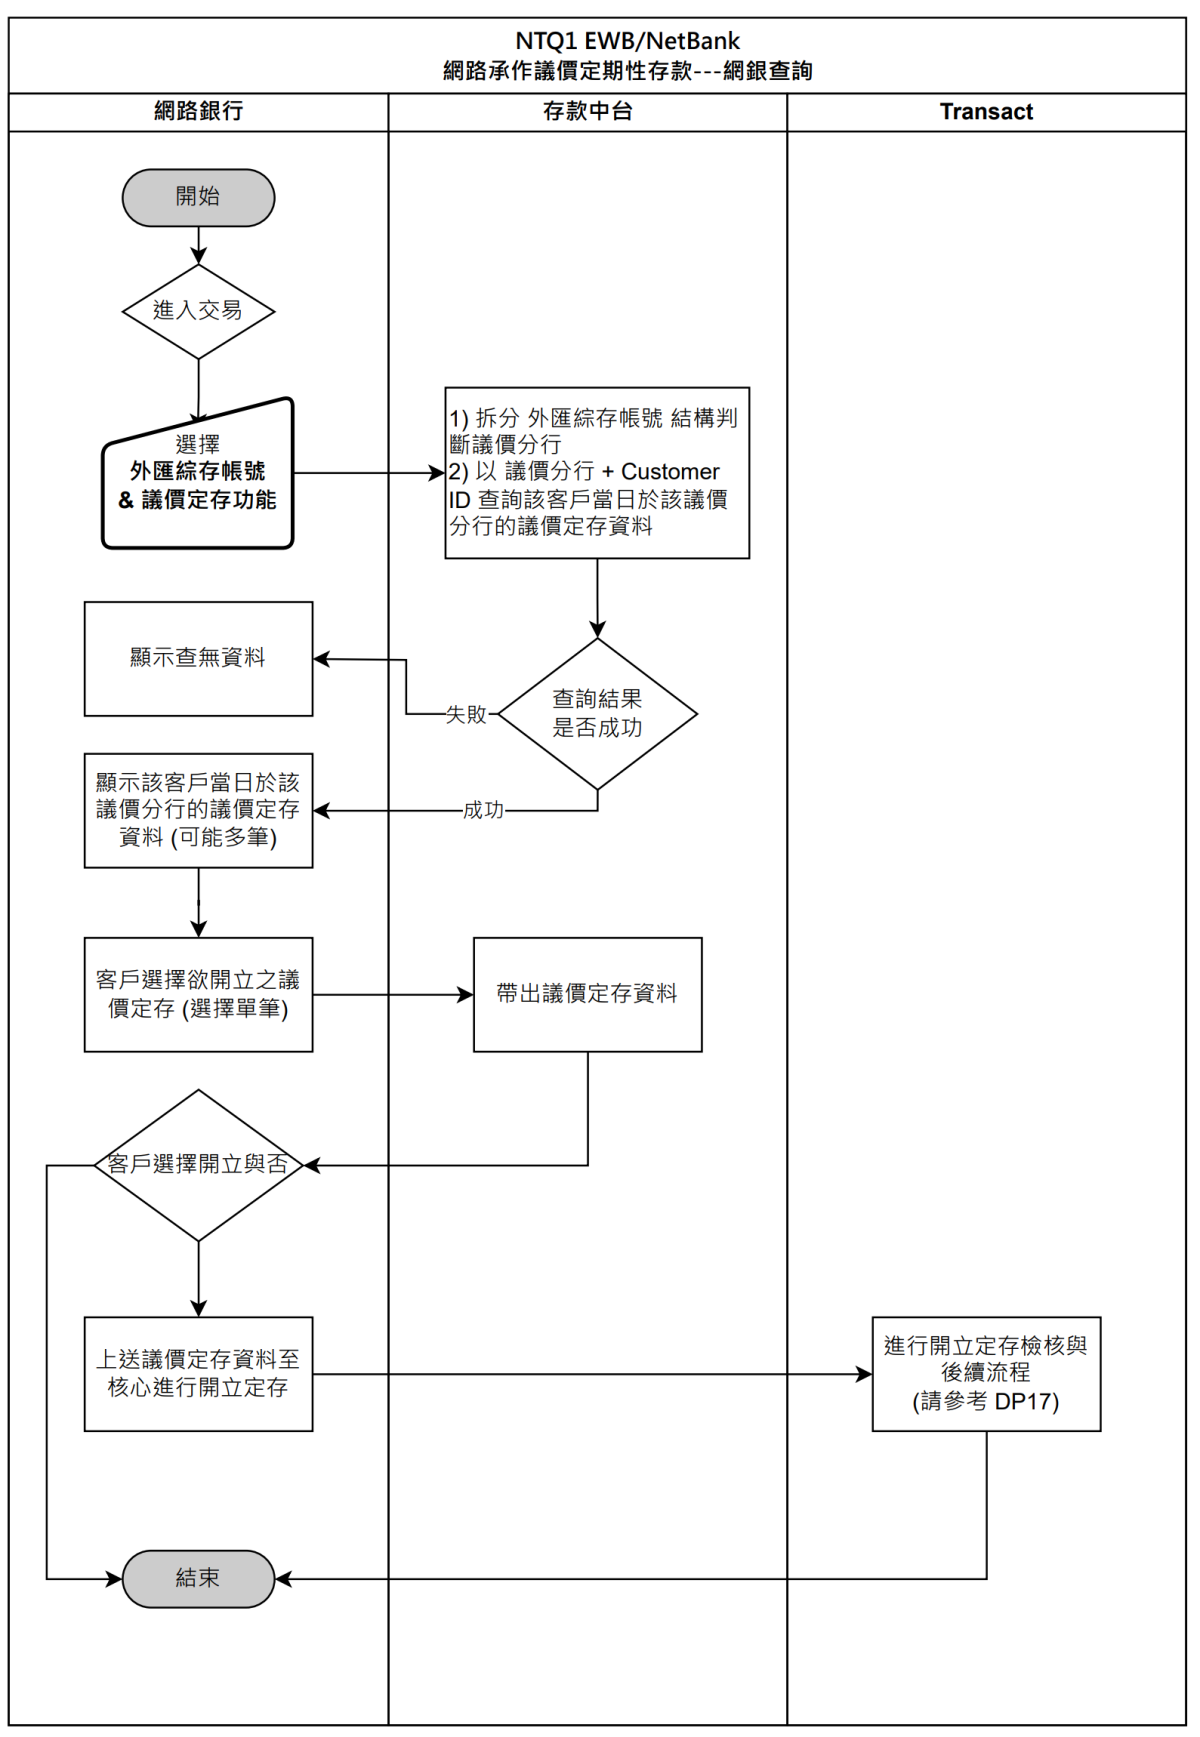 NTQ1 EWB/NetBank
網路承作議價定期性存款---網銀查詢
網路銀行
存款中台
Transact
開始
進入交易
選擇
外匯綜存帳號
& 議價定存功能
1) 拆分 外匯綜存帳號 結構判
斷議價分行
2) 以 議價分行 + Customer
ID 查詢該客戶當日於該議價
分行的議價定存資料
顯示查無資料
查詢結果
是否成功
失敗
成功
顯示該客戶當日於該
議價分行的議價定存
資料 (可能多筆)
客戶選擇欲開立之議
價定存 (選擇單筆)
帶出議價定存資料
客戶選擇開立與否
上送議價定存資料至
核心進行開立定存
進行開立定存檢核與
後續流程
(請參考 DP17)
結束